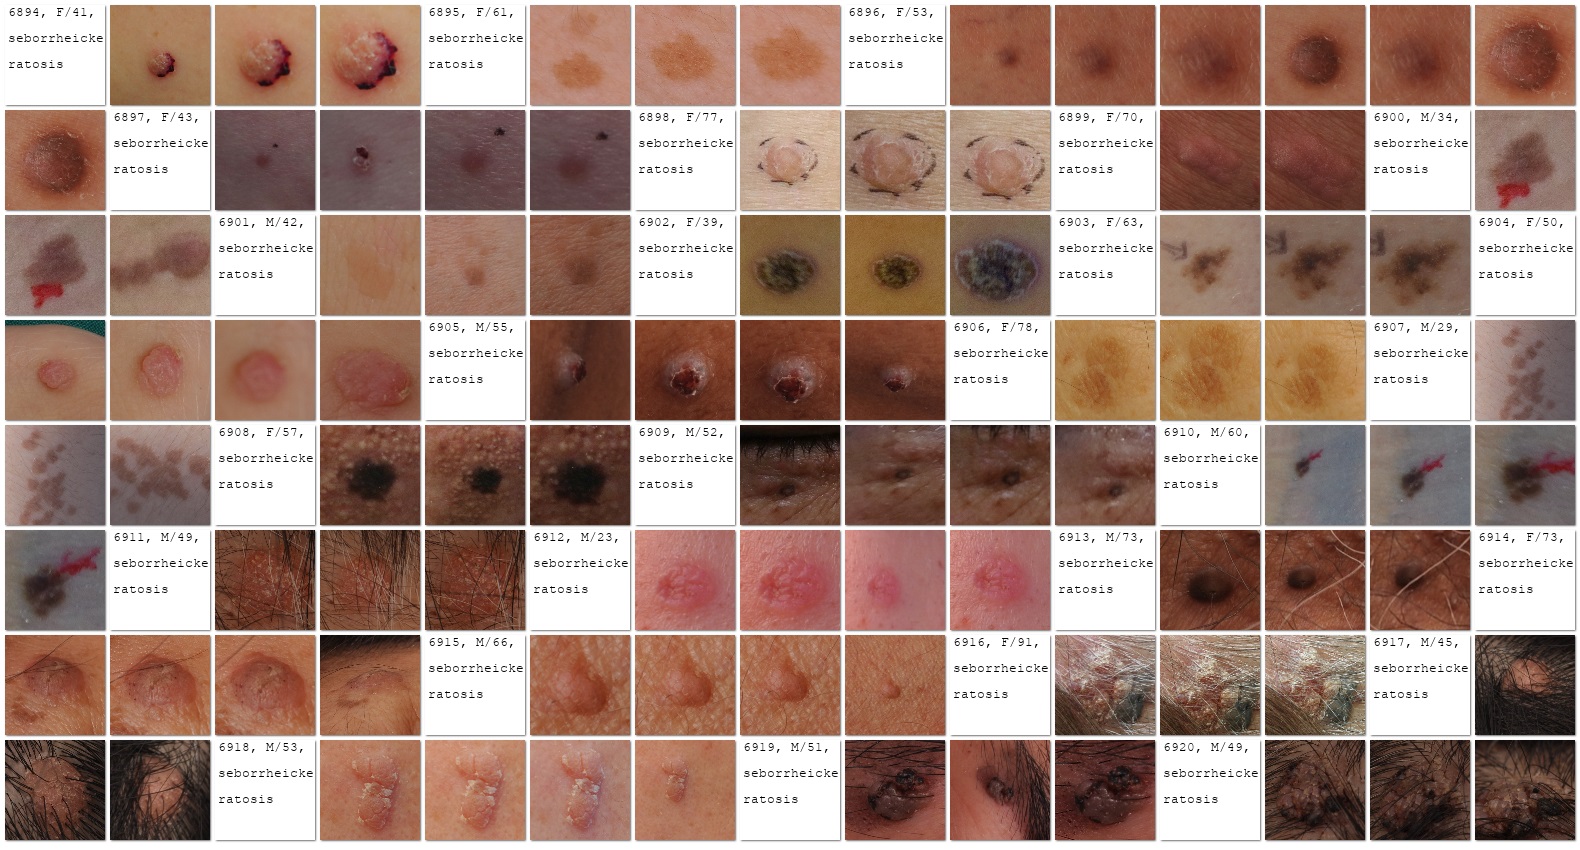 6894, F/41,
seborrheicke
ratosis
6895, F/61,
seborrheicke
ratosis
6896, F/53,
seborrheicke
ratosis
6897, F/43,
seborrheicke
ratosis
6898, F/77,
seborrheicke
ratosis
6899, F/70,
seborrheicke
ratosis
6900, M/34,
seborrheicke
ratosis
6901, M/42,
seborrheicke
ratosis
6902, F/39,
seborrheicke
ratosis
6903, F/63,
seborrheicke
ratosis
6904, F/50,
seborrheicke
ratosis
6905, M/55,
seborrheicke
ratosis
6906, F/78,
seborrheicke
ratosis
6907, M/29,
seborrheicke
ratosis
6908, F/57,
seborrheicke
ratosis
6909, M/52,
seborrheicke
ratosis
6910, M/60,
seborrheicke
ratosis
6911, M/49,
seborrheicke
ratosis
6912, M/23,
seborrheicke
ratosis
6913, M/73,
seborrheicke
ratosis
6914, F/73,
seborrheicke
ratosis
6915, M/66,
seborrheicke
ratosis
6916, F/91,
seborrheicke
ratosis
6917, M/45,
seborrheicke
ratosis
6918, M/53,
seborrheicke
ratosis
6919, M/51,
seborrheicke
ratosis
6920, M/49,
seborrheicke
ratosis